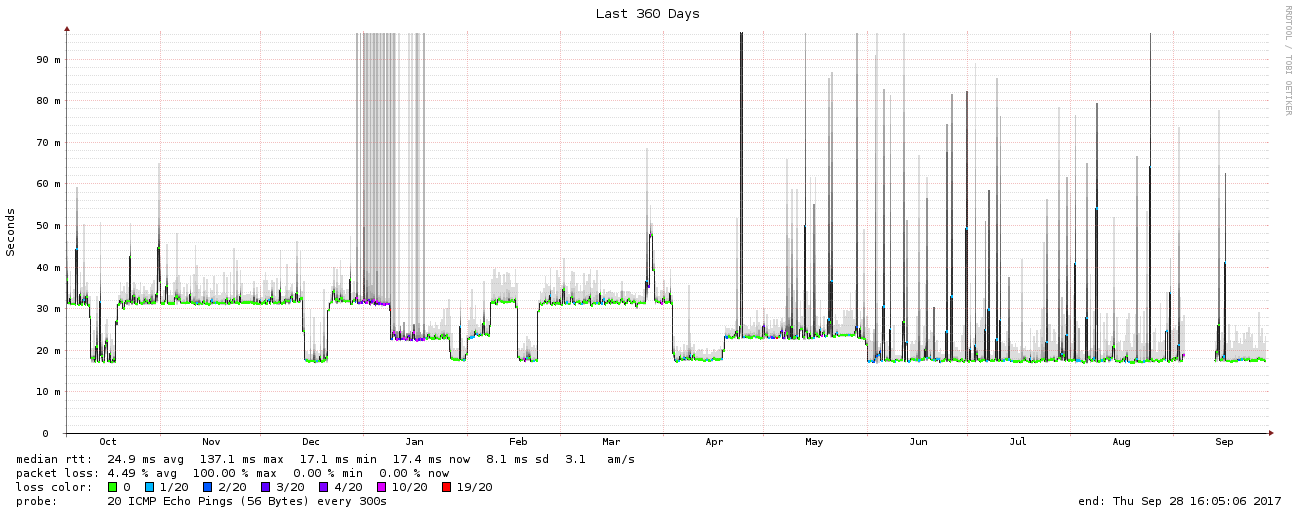 Last 360 Days
RRDTOOL / TOBI OETIKER
Seconds
90 m
80 m
70 m
60 m
50 m
40 m
30 m
20 m
10 m
0
Oct Nov Dec Jan Feb Mar Apr May Jun Jul Aug Sep
median rtt: 24.9 ms avg 137.1 ms max 17.1 ms min 17.4 ms now 8.1 ms sd 3.1 am/s
packet loss: 4.49 % avg 100.00 % max 0.00 % min 0.00 % now
loss color: 0 1/20 2/20 3/20 4/20 10/20 19/20
probe: 20 ICMP Echo Pings (56 Bytes) every 300s end: Thu Sep 28 16:05:06 2017